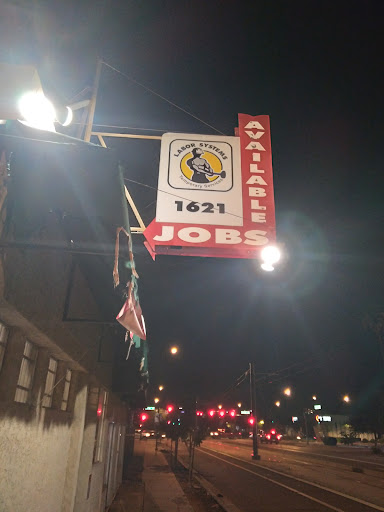 LABOR SYSTEMS
Temporary Services
1621
AVAILABLE
JOBS